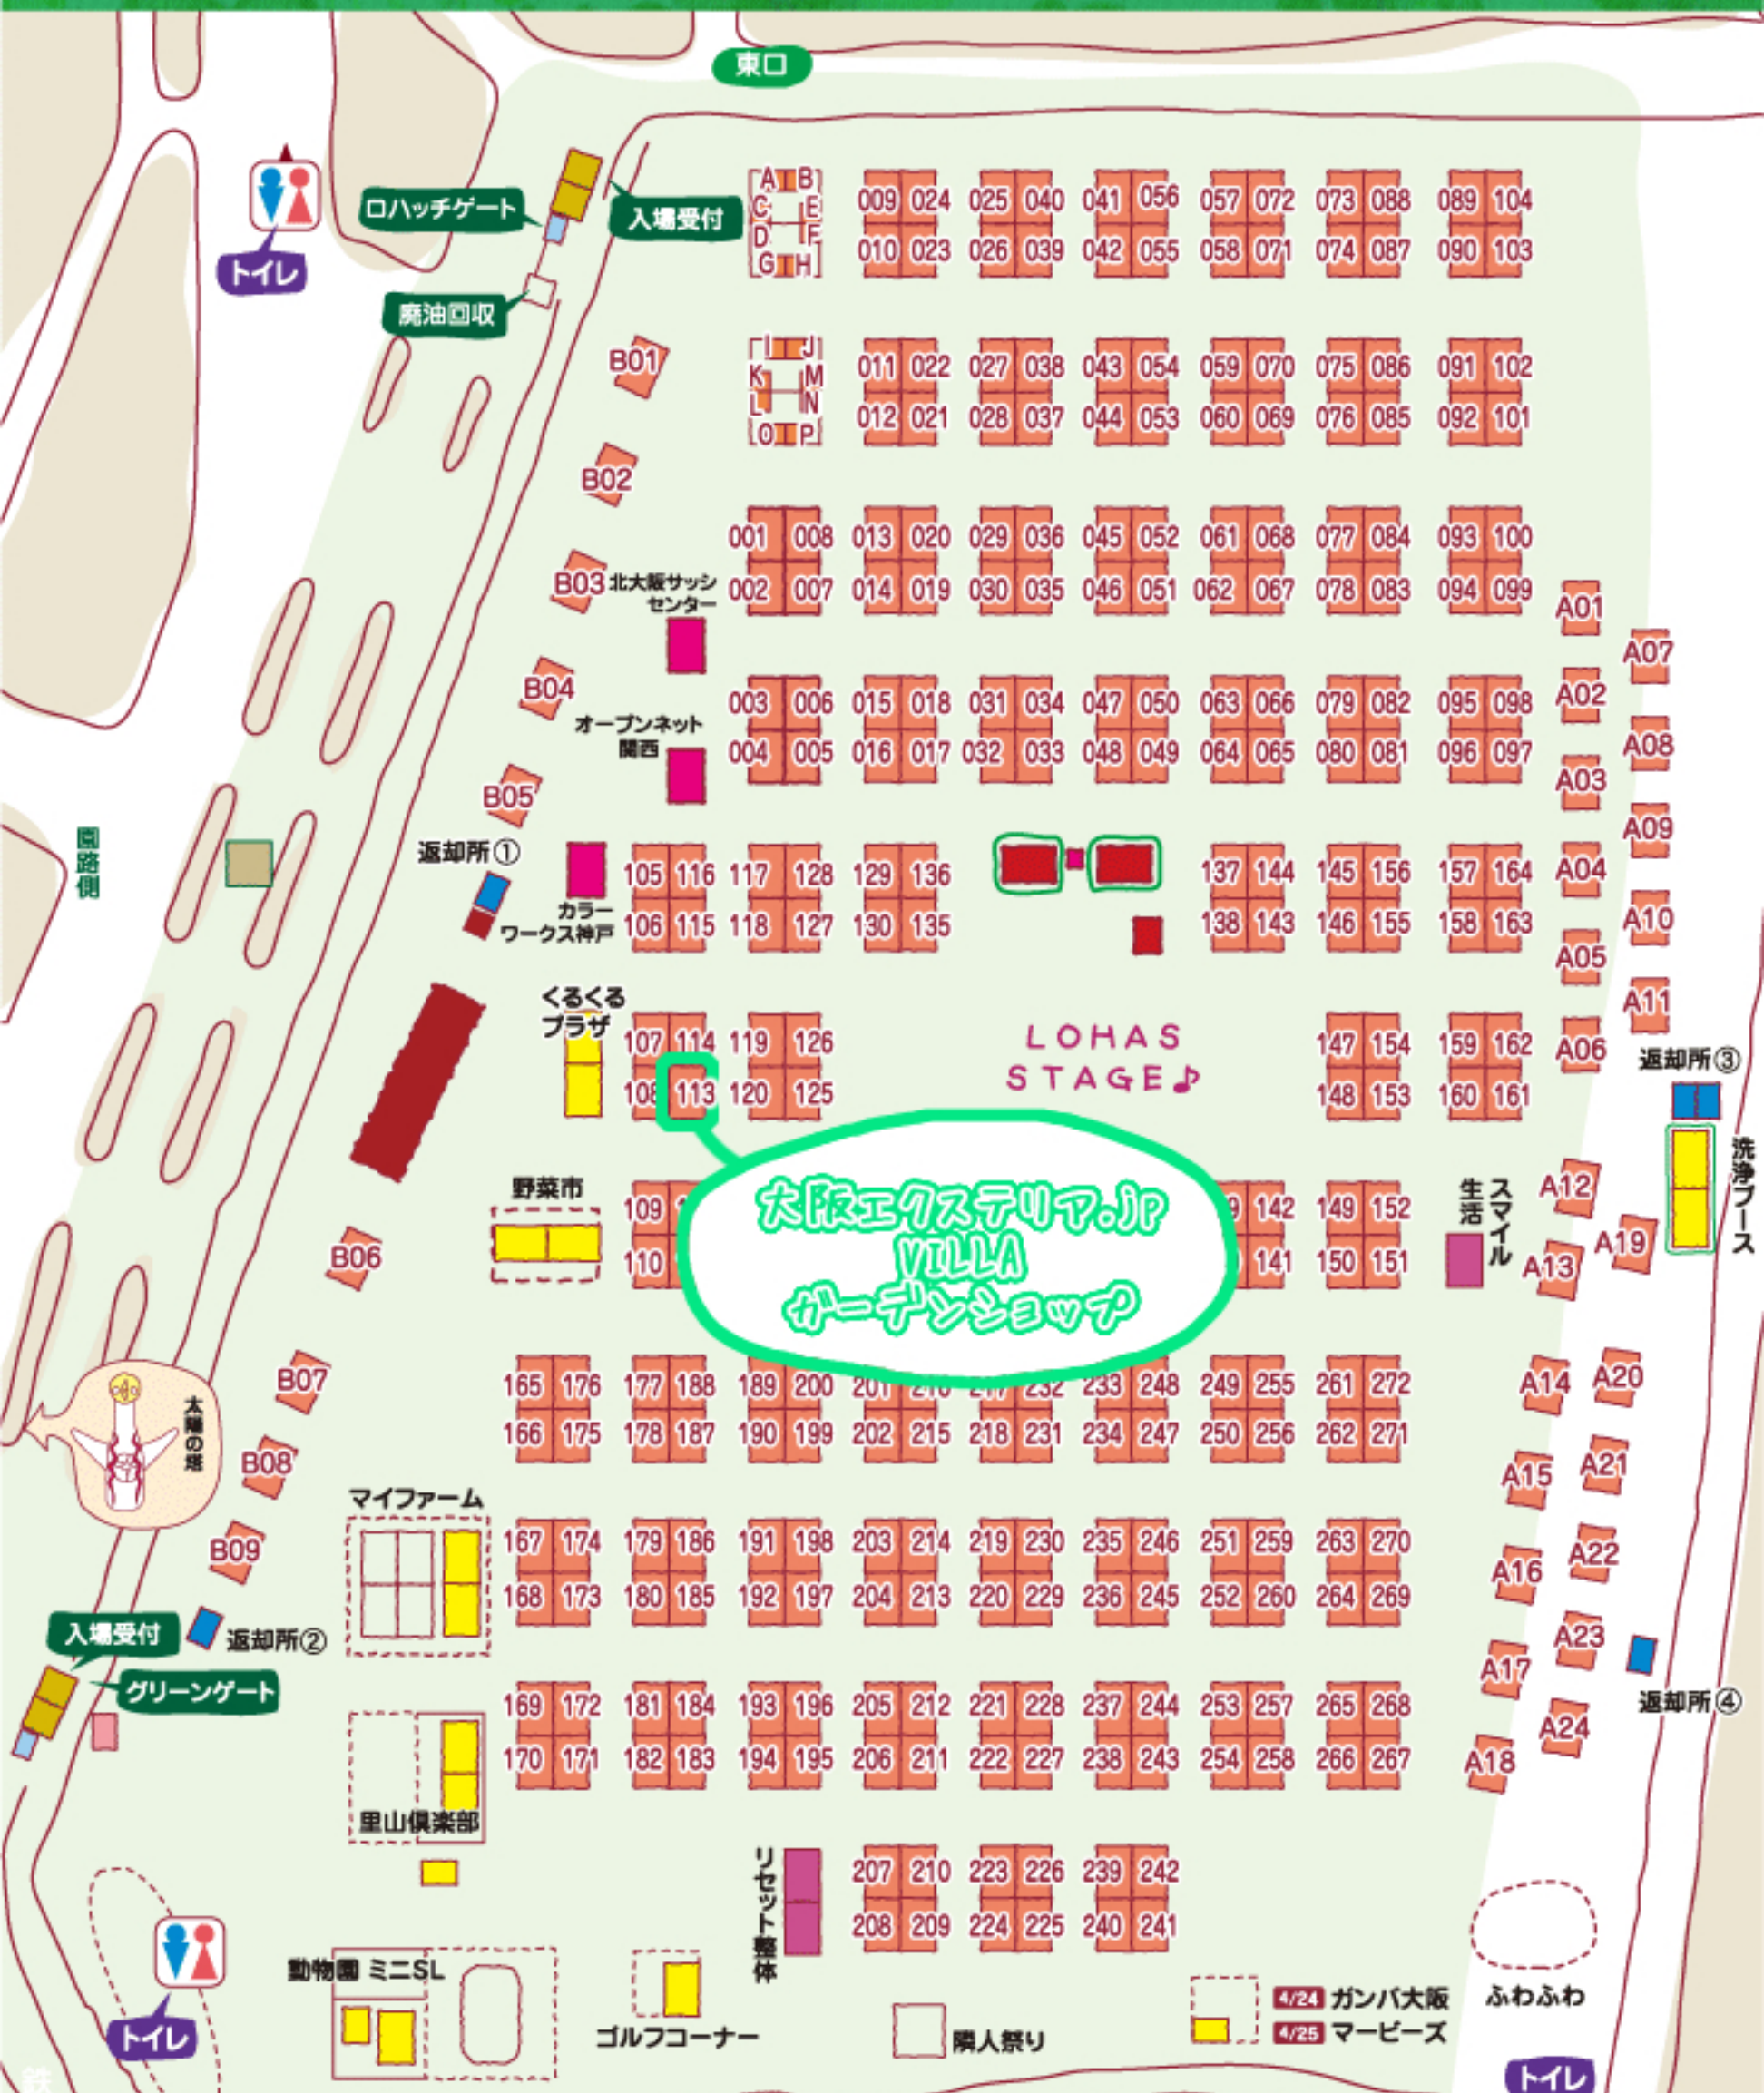 東口
トイレ
ロハッチゲート
入場受付
廃油回収
A B
C E
D F
G H
009 024 025 040 041 056 057 072 073 088 089 104
010 023 026 039 042 055 058 071 074 087 090 103
B01
I J
K M
L N
O P
011 022 027 038 043 054 059 070 075 086 091 102
012 021 028 037 044 053 060 069 076 085 092 101
B02
001 008 013 020 029 036 045 052 061 068 077 084 093 100
002 007 014 019 030 035 046 051 062 067 078 083 094 099
B03
北大阪サッシ
センター
A01
A07
B04
003 006 015 018 031 034 047 050 063 066 079 082 095 098
004 005 016 017 032 033 048 049 064 065 080 081 096 097
A02
A08
オープンネット
関西
A03
B05
A09
園路側
返却所①
カラー
ワークス神戸
105 116 117 128 129 136 137 144 145 156 157 164
106 115 118 127 130 135 138 143 146 155 158 163
A04
A10
A05
くるくる
プラザ
107 114 119 126 147 154 159 162
108 113 120 125 148 153 160 161
LOHAS
STAGE♪
A11
A06
返却所③
洗浄ブース
野菜市
109 142 149 152
110 141 150 151
大阪エクステリア.jp
VILLA
ガーデンショップ
スマイル
生活
A12
A19
A13
B06
165 176 177 188 189 200 201 216 217 232 233 248 249 255 261 272
166 175 178 187 190 199 202 215 218 231 234 247 250 256 262 271
B07
A14
A20
太陽の塔
B08
A15
A21
マイファーム
167 174 179 186 191 198 203 214 219 230 235 246 251 259 263 270
168 173 180 185 192 197 204 213 220 229 236 245 252 260 264 269
B09
A16
A22
入場受付
返却所②
グリーンゲート
A23
A17
返却所④
169 172 181 184 193 196 205 212 221 228 237 244 253 257 265 268
170 171 182 183 194 195 206 211 222 227 238 243 254 258 266 267
A24
A18
里山倶楽部
リセット整体
207 210 223 226 239 242
208 209 224 225 240 241
動物園 ミニSL
トイレ
ゴルフコーナー
隣人祭り
4/24 ガンバ大阪
4/25 マービーズ
ふわふわ
トイレ
鉄